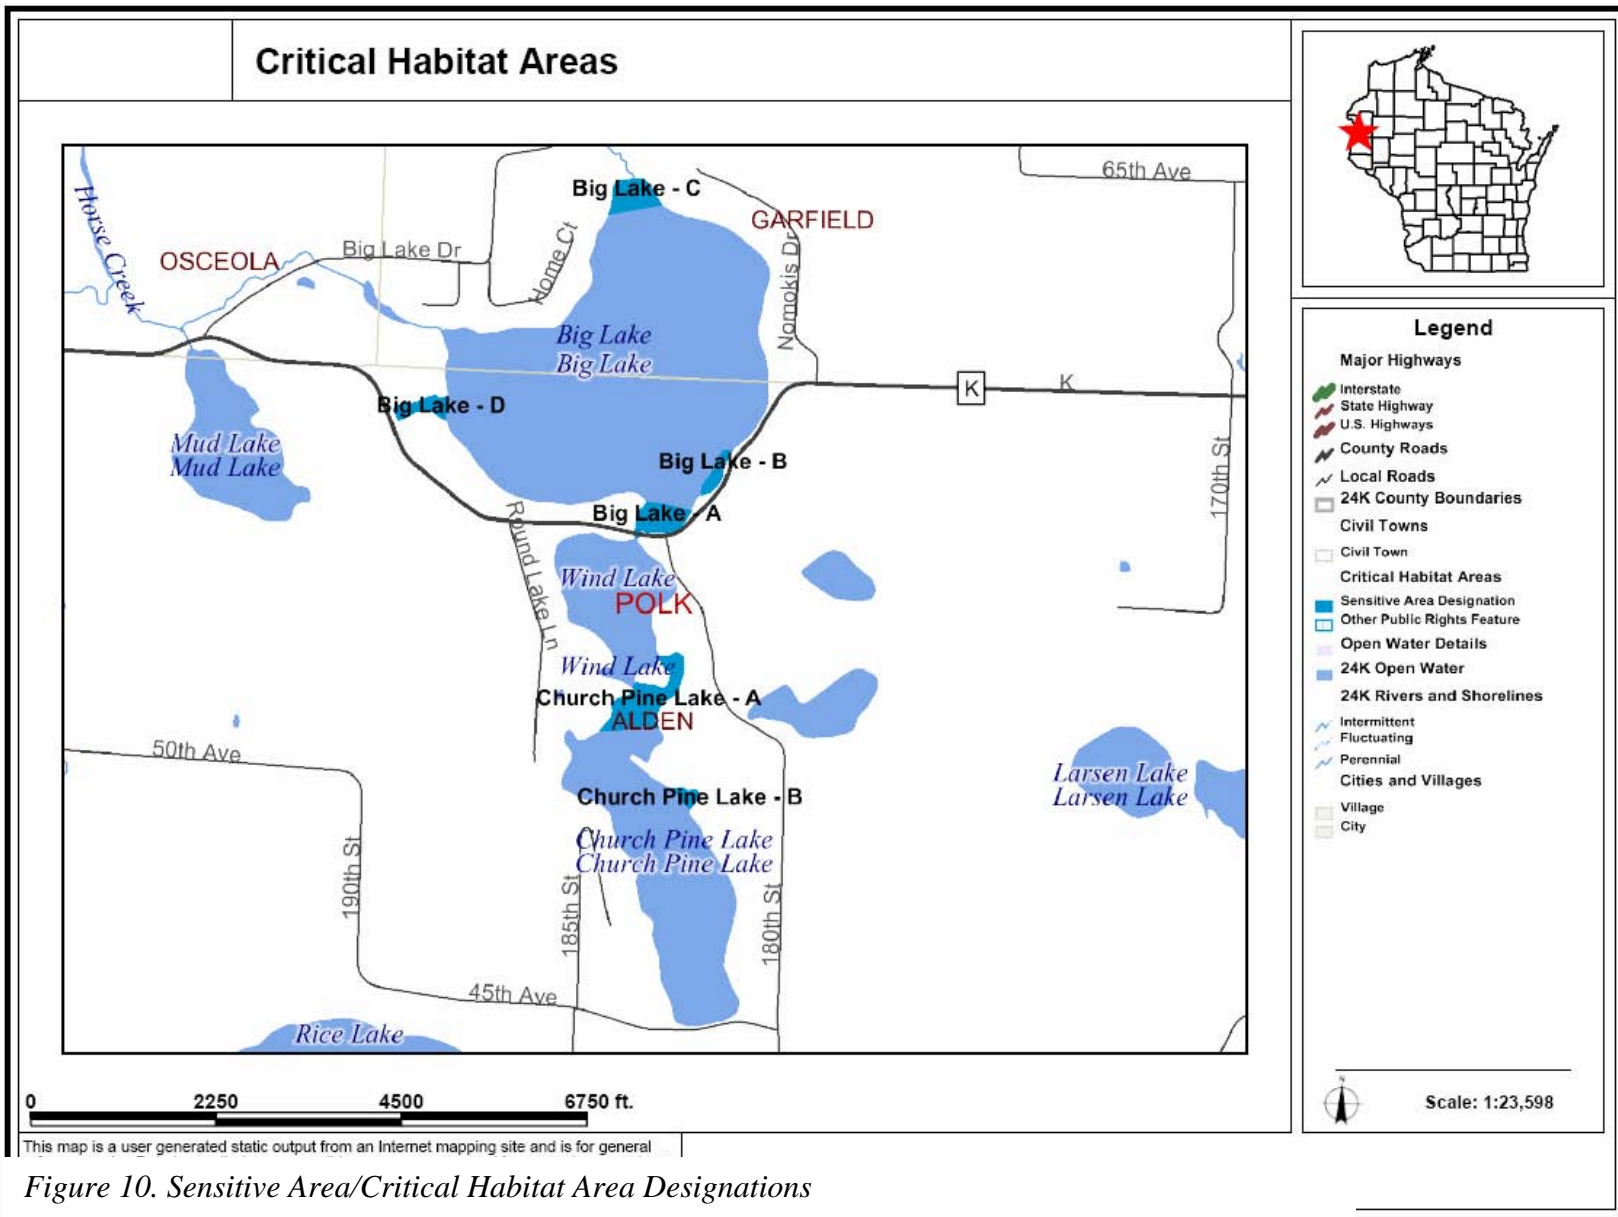 Critical Habitat Areas
65th Ave
Big Lake - C
GARFIELD
Horse Creek
OSCEOLA
Big Lake Dr
Home Ct
Nomokis Dr
Big Lake
Big Lake
K
K
Big Lake - D
Mud Lake
Mud Lake
Big Lake - B
170th St
Big Lake - A
Round Lake Ln
Wind Lake
POLK
Wind Lake
Church Pine Lake - A
ALDEN
50th Ave
Larsen Lake
Larsen Lake
Church Pine Lake - B
Church Pine Lake
Church Pine Lake
190th St
185th St
180th St
45th Ave
Rice Lake
0 2250 4500 6750 ft.
This map is a user generated static output from an Internet mapping site and is for general
Legend
Major Highways
Interstate
State Highway
U.S. Highways
County Roads
Local Roads
24K County Boundaries
Civil Towns
Civil Town
Critical Habitat Areas
Sensitive Area Designation
Other Public Rights Feature
Open Water Details
24K Open Water
24K Rivers and Shorelines
Intermittent
Fluctuating
Perennial
Cities and Villages
Village
City
N
Scale: 1:23,598
Figure 10. Sensitive Area/Critical Habitat Area Designations